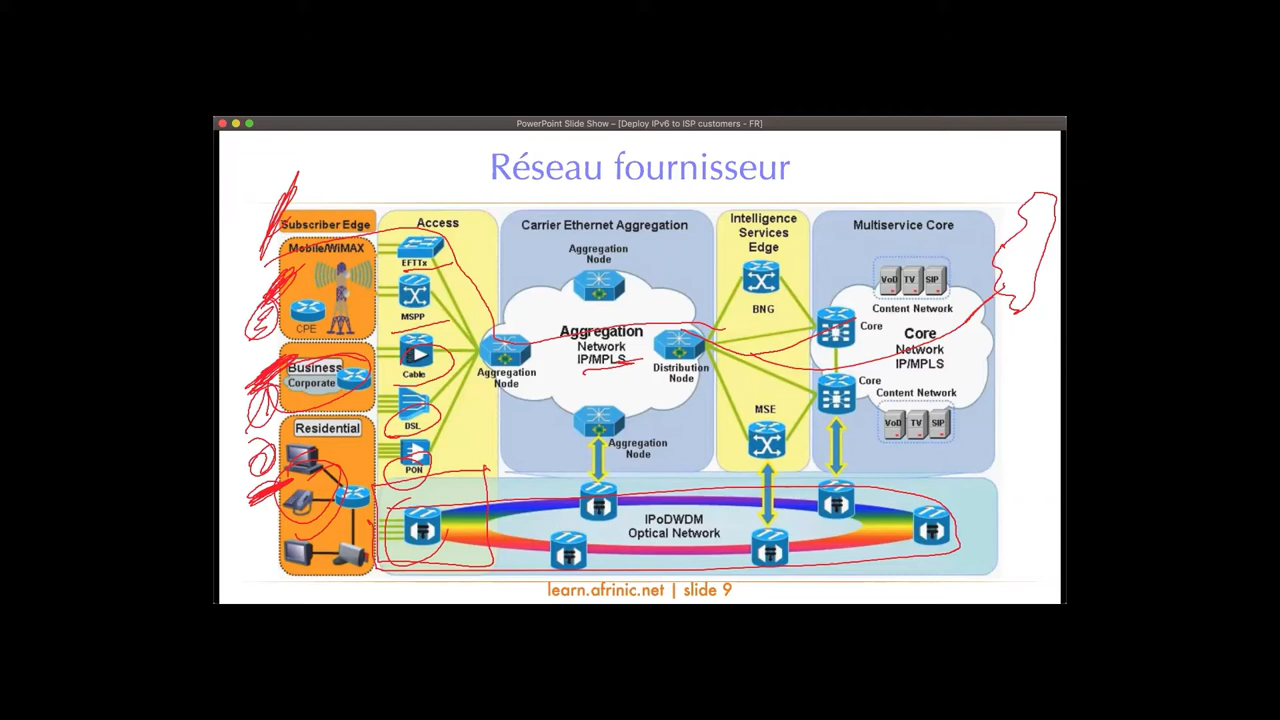 PowerPoint Slide Show – [Deploy IPv6 to ISP customers - FR]
Réseau fournisseur
Subscriber Edge
Access
Carrier Ethernet Aggregation
Intelligence
Services
Edge
Multiservice Core
Mobile/WiMAX
CPE
Business
Corporate
Residential
EFTTx
MSPP
Cable
DSL
PON
Aggregation
Node
Aggregation
Network
IP/MPLS
Aggregation
Node
Distribution
Node
Aggregation
Node
BNG
MSE
VoD TV SIP
Content Network
Core
Core
Network
IP/MPLS
Core
Content Network
VoD TV SIP
IPoDWDM
Optical Network
learn.afrinic.net | slide 9